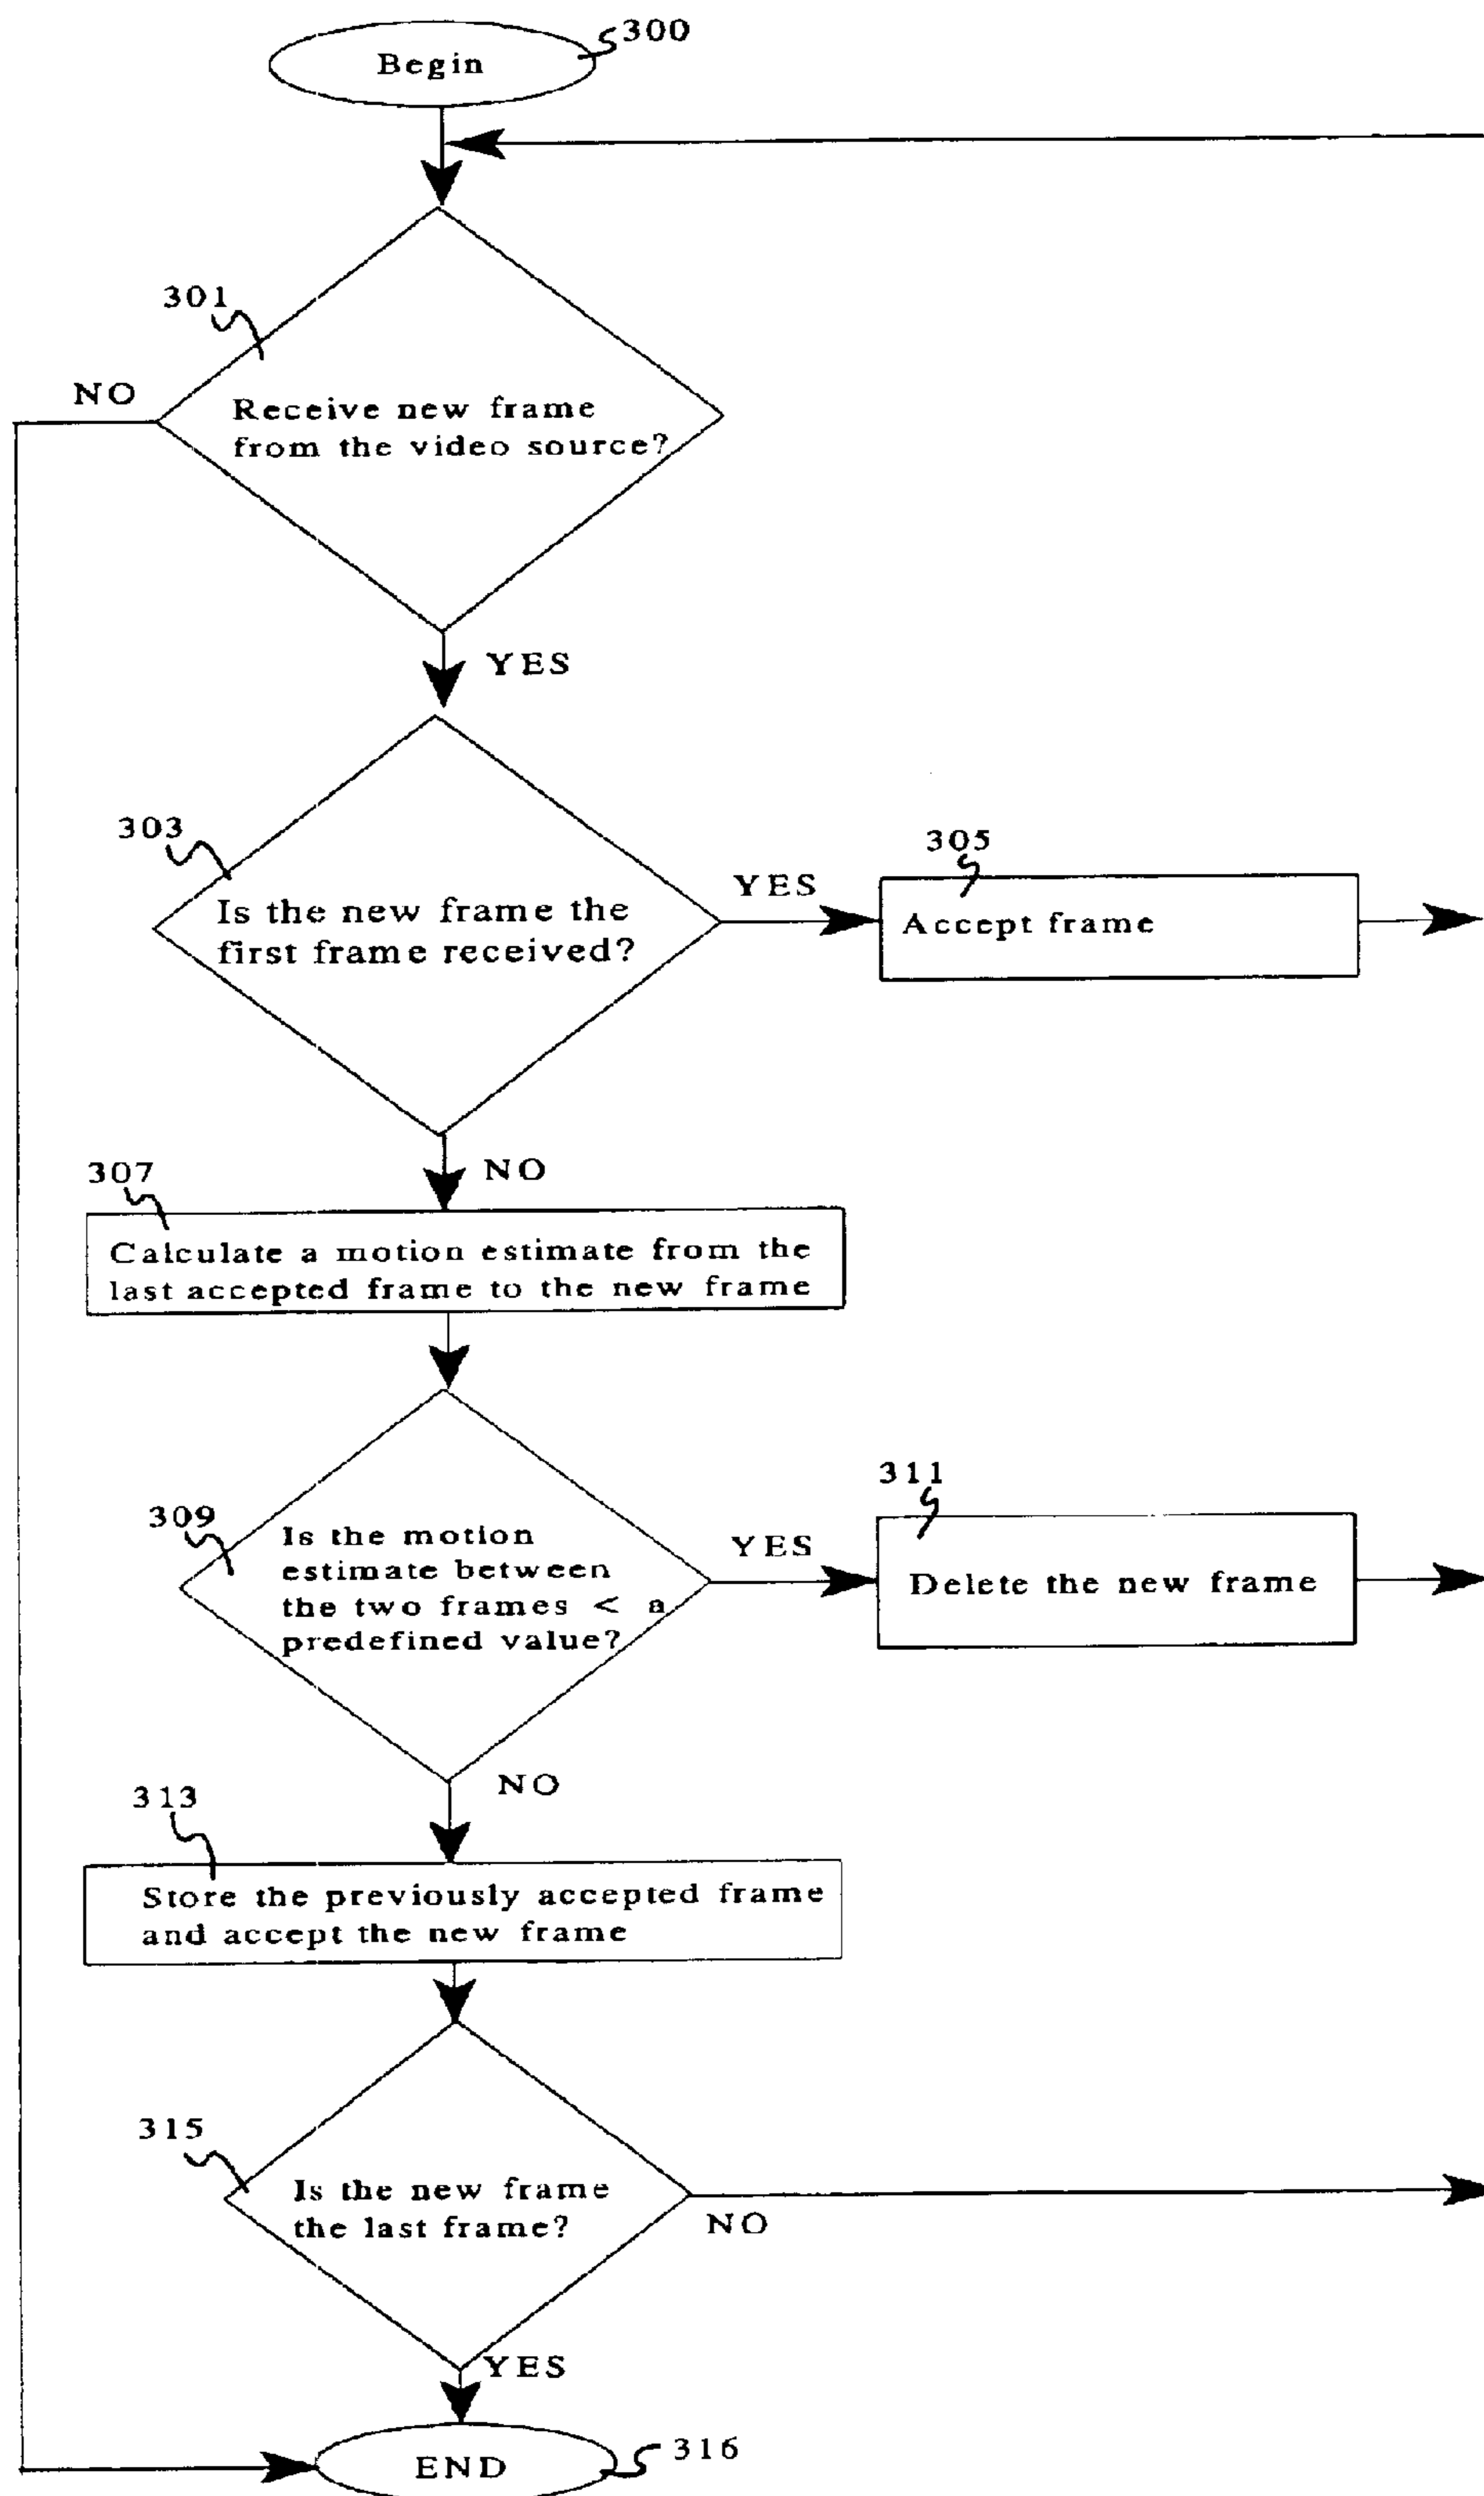 300
Begin
301
NO
Receive new frame
from the video source?
YES
303
305
YES
Is the new frame the
first frame received?
Accept frame
307
NO
Calculate a motion estimate from the
last accepted frame to the new frame
311
309
YES
Is the motion
estimate between
the two frames < a
predefined value?
Delete the new frame
NO
313
Store the previously accepted frame
and accept the new frame
315
Is the new frame
the last frame?
NO
YES
END
316